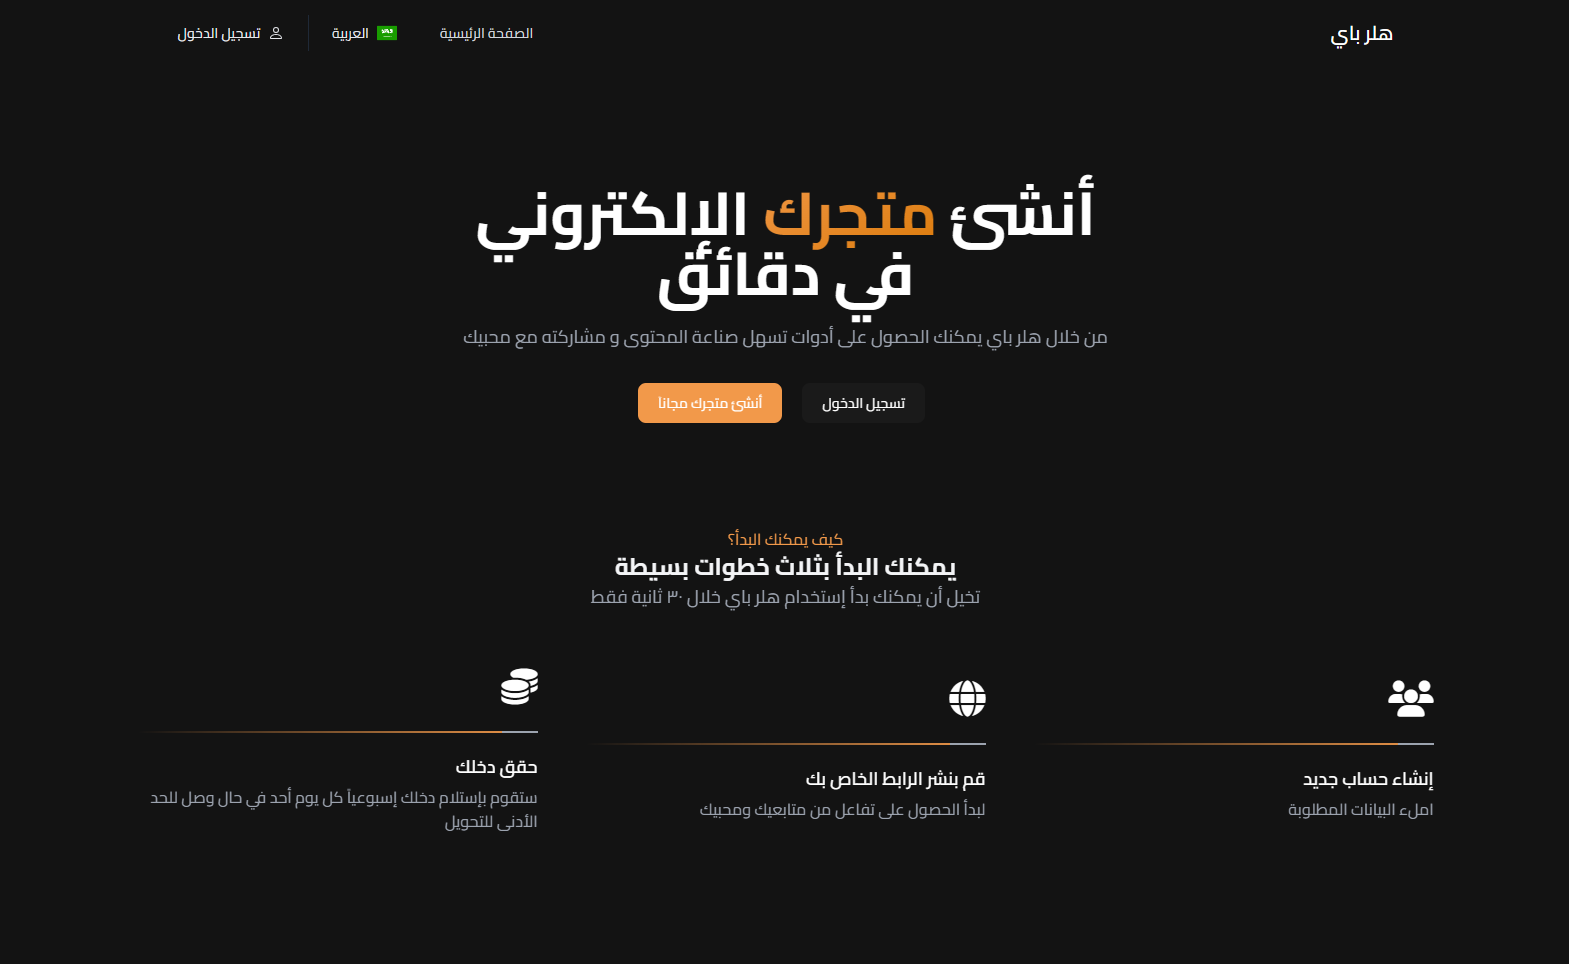 هلر باي
الصفحة الرئيسية
العربية
تسجيل الدخول
أنشئ متجرك الالكتروني
في دقائق
من خلال هلر باي يمكنك الحصول على أدوات تسهل صناعة المحتوى و مشاركته مع محبيك
تسجيل الدخول
أنشئ متجرك مجاناً
كيف يمكنك البدأ؟
يمكنك البدأ بثلاث خطوات بسيطة
تخيل أن يمكنك بدأ إستخدام هلر باي خلال ٣٠ ثانية فقط
إنشاء حساب جديد
املء البيانات المطلوبة
قم بنشر الرابط الخاص بك
لبدأ الحصول على تفاعل من متابعيك ومحبيك
حقق دخلك
ستقوم بإستلام دخلك إسبوعياً كل يوم أحد في حال وصل للحد
الأدنى للتحويل